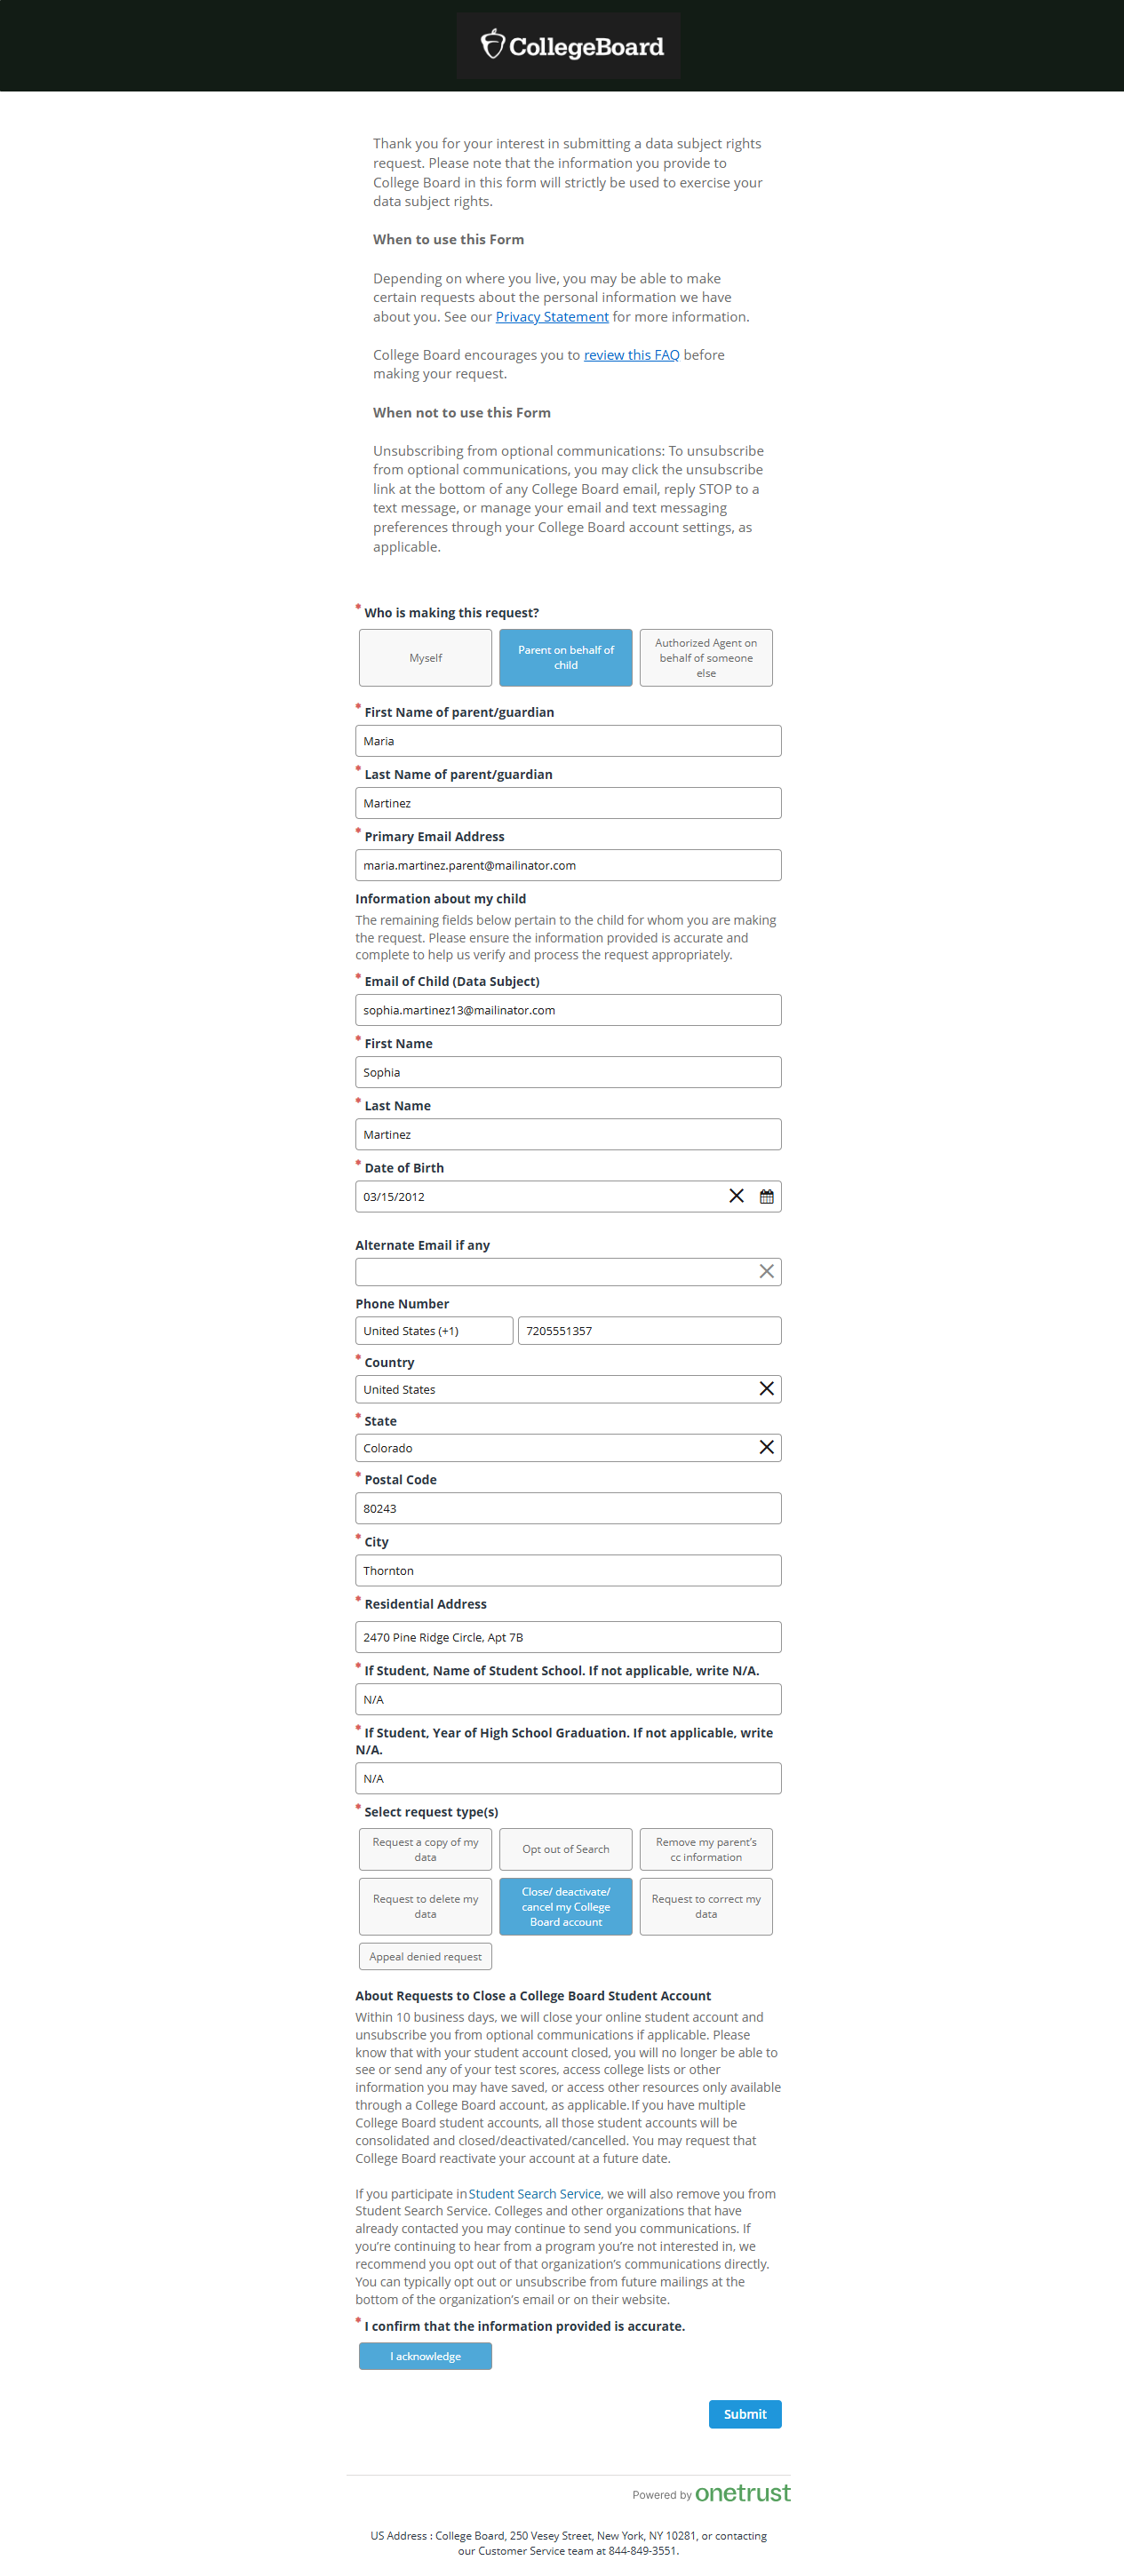 CollegeBoard
Thank you for your interest in submitting a data subject rights
request. Please note that the information you provide to
College Board in this form will strictly be used to exercise your
data subject rights.
When to use this Form
Depending on where you live, you may be able to make
certain requests about the personal information we have
about you. See our Privacy Statement for more information.
College Board encourages you to review this FAQ before
making your request.
When not to use this Form
Unsubscribing from optional communications: To unsubscribe
from optional communications, you may click the unsubscribe
link at the bottom of any College Board email, reply STOP to a
text message, or manage your email and text messaging
preferences through your College Board account settings, as
applicable.
* Who is making this request?
Myself
Parent on behalf of
child
Authorized Agent on
behalf of someone
else
* First Name of parent/guardian
Maria
* Last Name of parent/guardian
Martinez
* Primary Email Address
maria.martinez.parent@mailinator.com
Information about my child
The remaining fields below pertain to the child for whom you are making
the request. Please ensure the information provided is accurate and
complete to help us verify and process the request appropriately.
* Email of Child (Data Subject)
sophia.martinez13@mailinator.com
* First Name
Sophia
* Last Name
Martinez
* Date of Birth
03/15/2012
Alternate Email if any
Phone Number
United States (+1) 7205551357
* Country
United States
* State
Colorado
* Postal Code
80243
* City
Thornton
* Residential Address
2470 Pine Ridge Circle, Apt 7B
* If Student, Name of Student School. If not applicable, write N/A.
N/A
* If Student, Year of High School Graduation. If not applicable, write
N/A.
N/A
* Select request type(s)
Request a copy of my
data
Opt out of Search
Remove my parent's
cc information
Request to delete my
data
Close/ deactivate/
cancel my College
Board account
Request to correct my
data
Appeal denied request
About Requests to Close a College Board Student Account
Within 10 business days, we will close your online student account and
unsubscribe you from optional communications if applicable. Please
know that with your student account closed, you will no longer be able to
see or send any of your test scores, access college lists or other
information you may have saved, or access other resources only available
through a College Board account, as applicable. If you have multiple
College Board student accounts, all those student accounts will be
consolidated and closed/deactivated/cancelled. You may request that
College Board reactivate your account at a future date.
If you participate in Student Search Service, we will also remove you from
Student Search Service. Colleges and other organizations that have
already contacted you may continue to send you communications. If
you're continuing to hear from a program you're not interested in, we
recommend you opt out of that organization's communications directly.
You can typically opt out or unsubscribe from future mailings at the
bottom of the organization's email or on their website.
* I confirm that the information provided is accurate.
I acknowledge
Submit
Powered by onetrust
US Address : College Board, 250 Vesey Street, New York, NY 10281, or contacting
our Customer Service team at 844-849-3551.